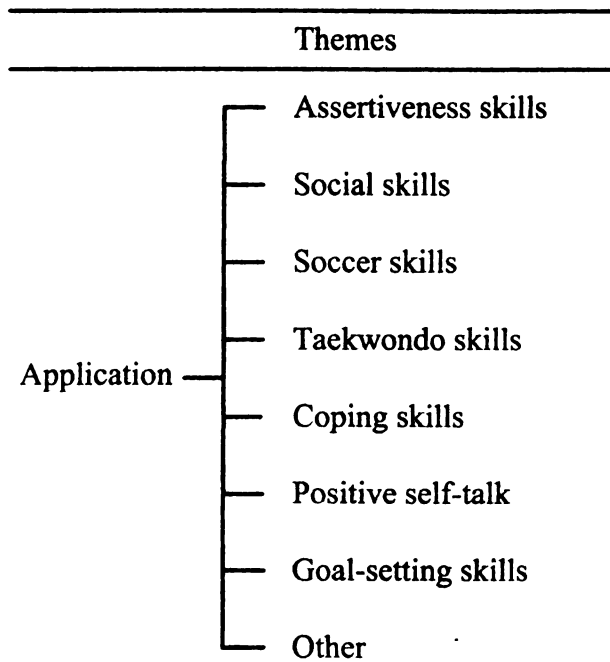 Themes
Assertiveness skills
Social skills
Soccer skills
Taekwondo skills
Application
Coping skills
Positive self-talk
Goal-setting skills
Other